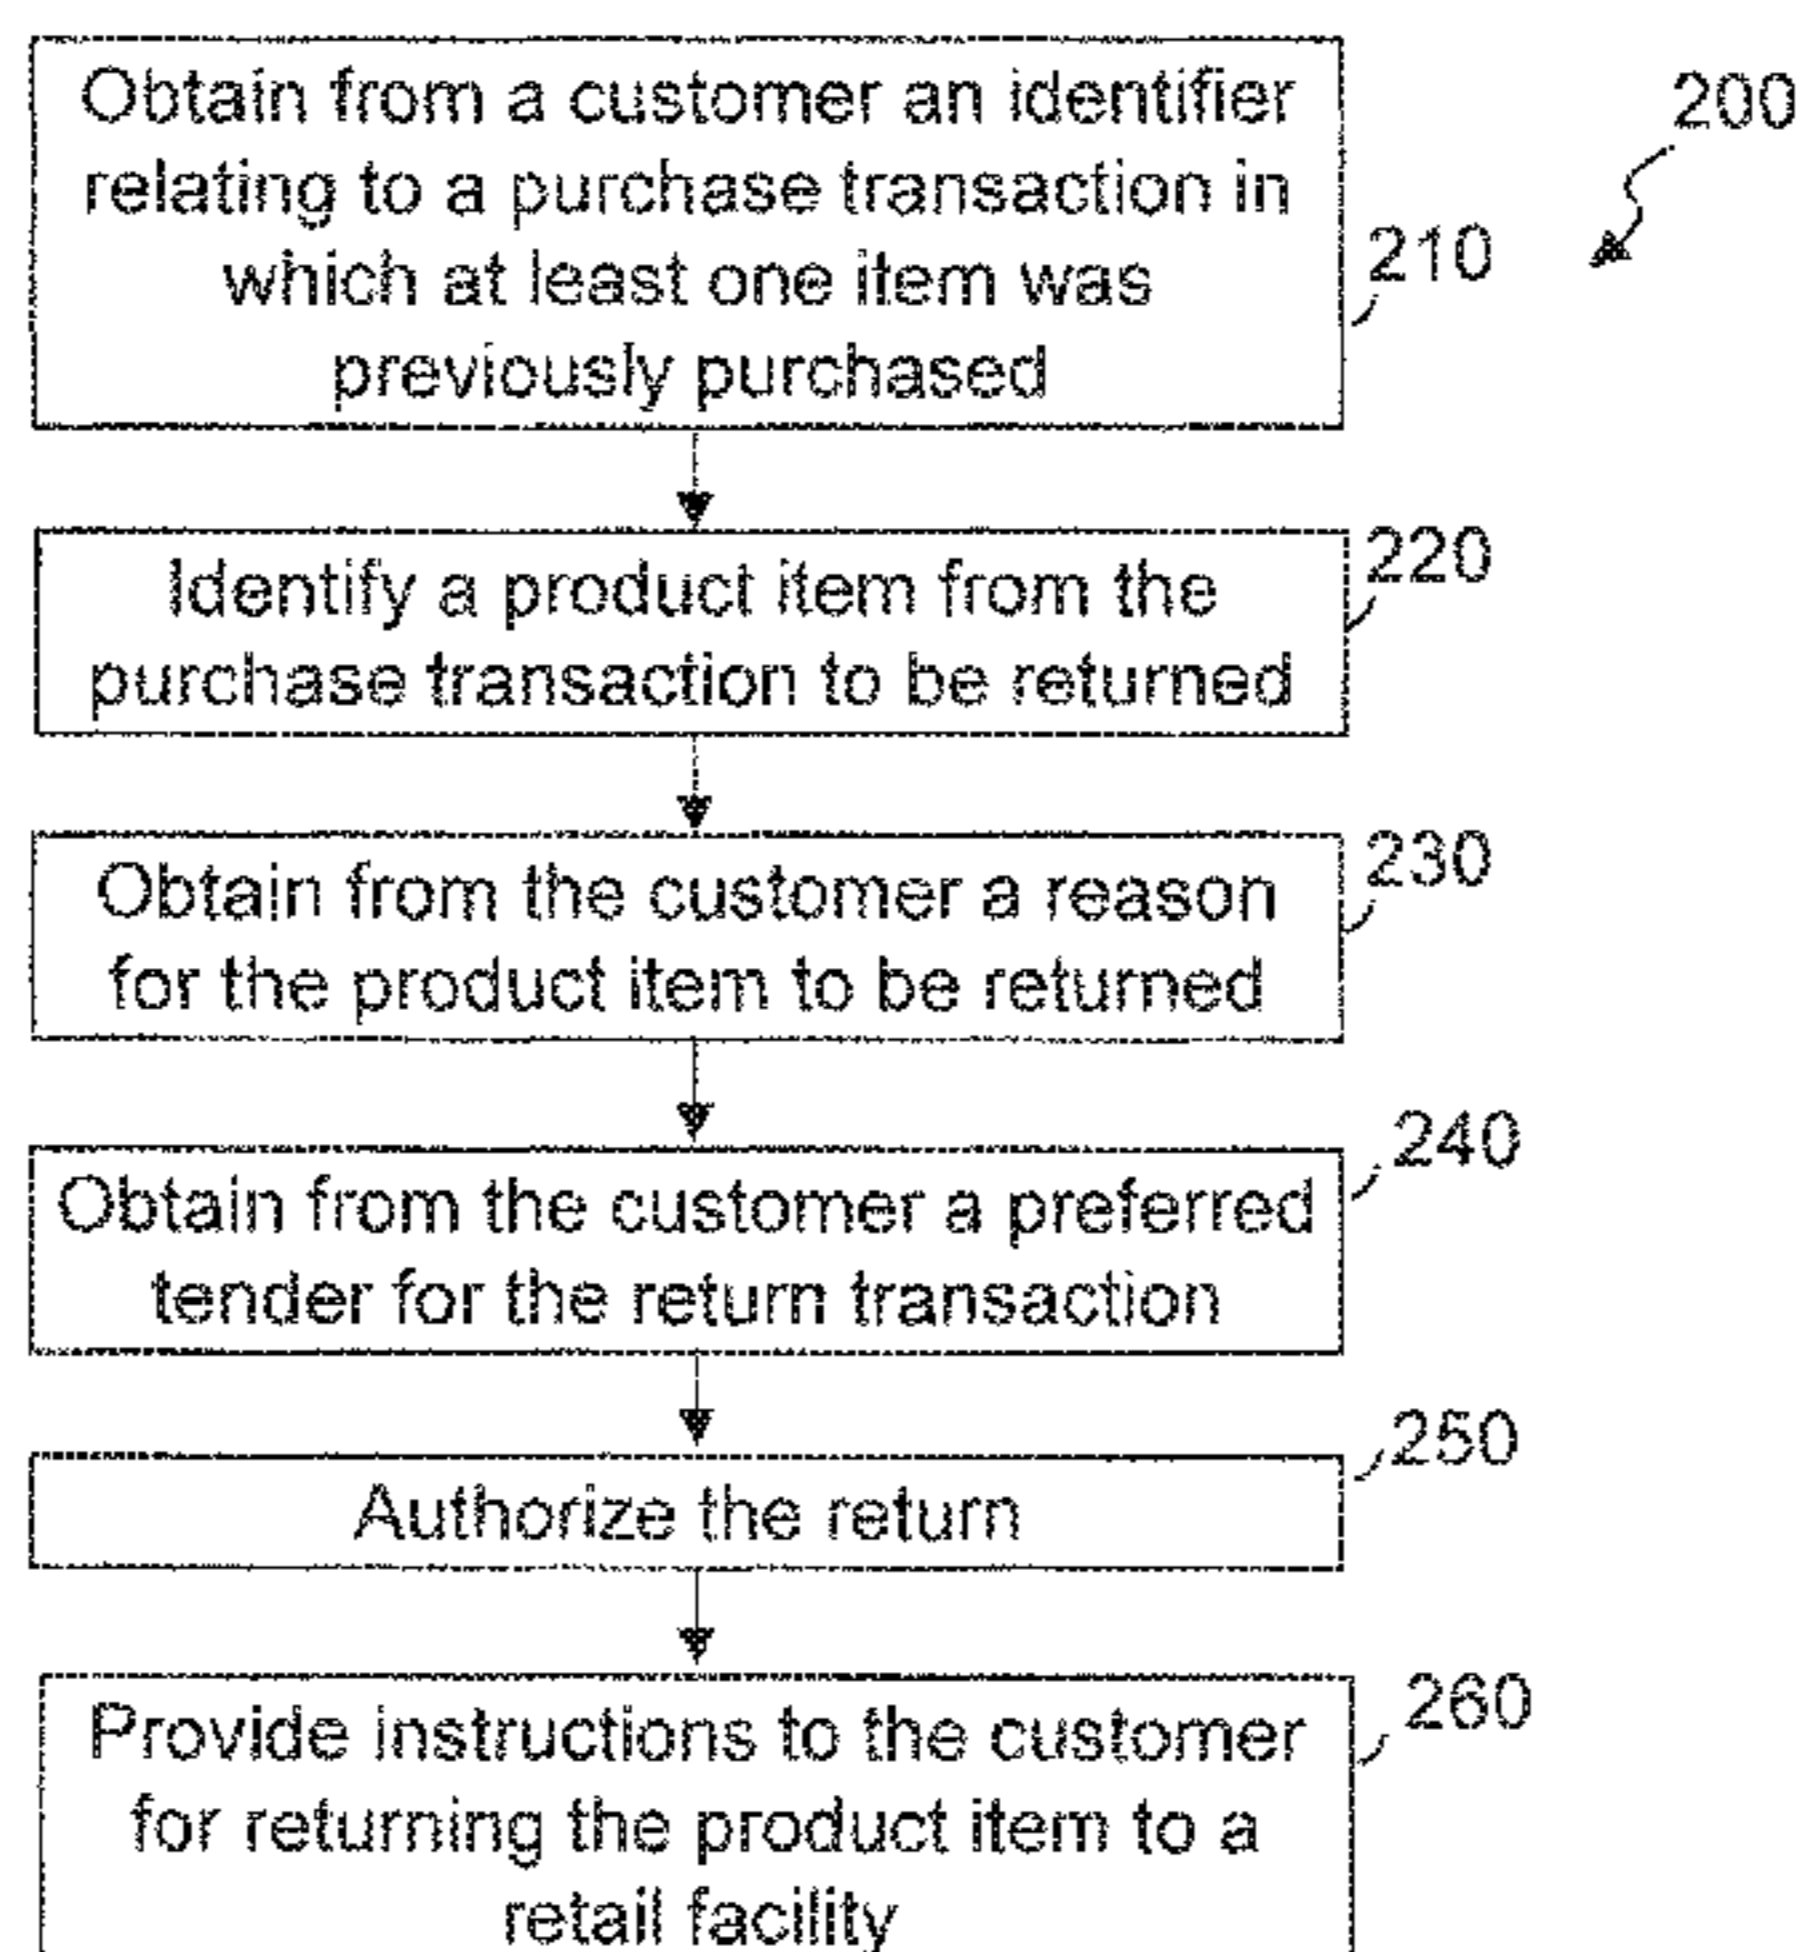 Obtain from a customer an identifier
relating to a purchase transaction in
which at least one item was
previously purchased
200
210
Identify a product item from the
purchase transaction to be returned
220
Obtain from the customer a reason
for the product item to be returned
230
Obtain from the customer a preferred
tender for the return transaction
240
Authorize the return
250
Provide instructions to the customer
for returning the product item to a
retail facility
260